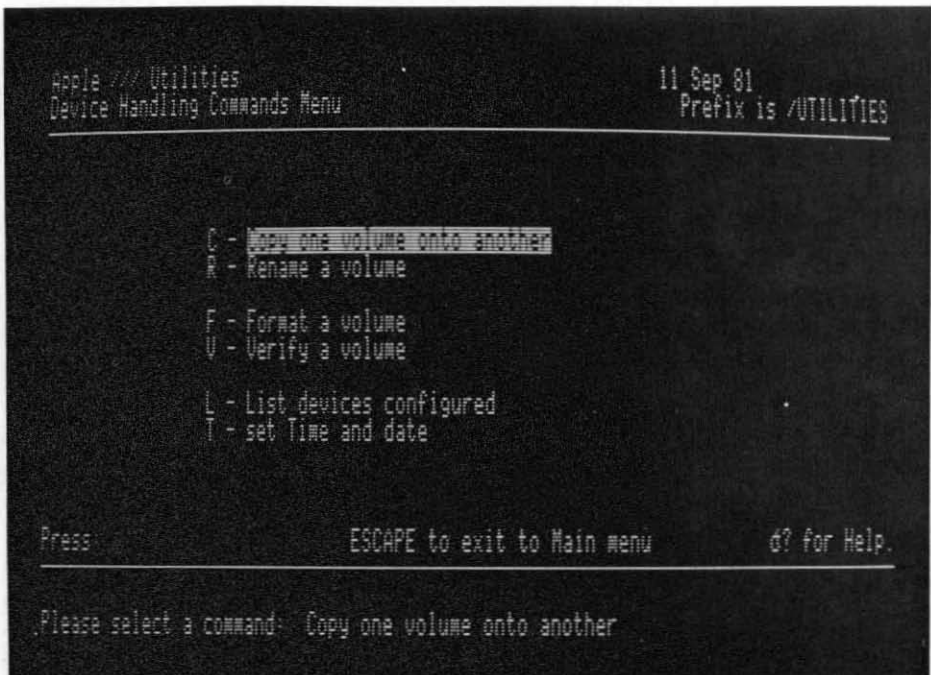 Apple /// Utilities
11 Sep 81
Device Handling Commands Menu
Prefix is /UTILITIES
C - Copy one volume onto another
R - Rename a volume
F - Format a volume
V - Verify a volume
L - List devices configured
T - set Time and date
Press
ESCAPE to exit to Main menu
? for Help.
Please select a command: Copy one volume onto another